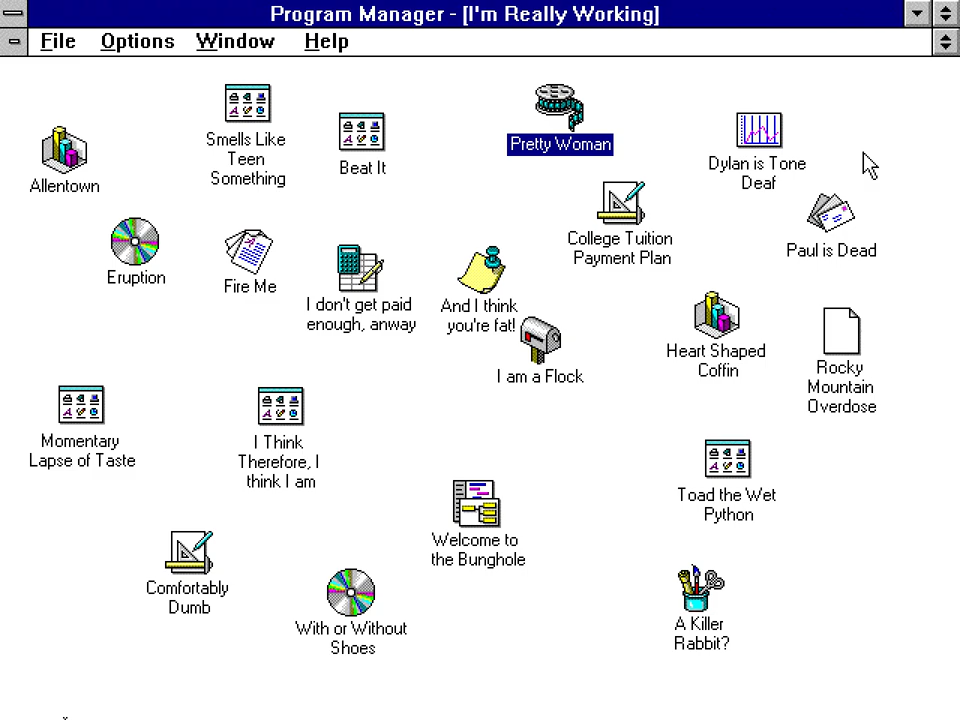 Program Manager - [I'm Really Working]
File Options Window Help
Allentown
Smells Like
Teen
Something
Beat It
Pretty Woman
Dylan is Tone
Deaf
Eruption
Fire Me
I don't get paid
enough, anway
And I think
you're fat!
College Tuition
Payment Plan
Paul is Dead
I am a Flock
Heart Shaped
Coffin
Rocky
Mountain
Overdose
Momentary
Lapse of Taste
I Think
Therefore, I
think I am
Welcome to
the Bunghole
Toad the Wet
Python
Comfortably
Dumb
With or Without
Shoes
A Killer
Rabbit?